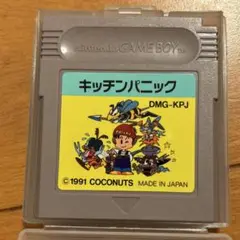 Nintendo GAME BOY
キッチンパニック
DMG-KPJ
©1991 COCONUTS MADE IN JAPAN